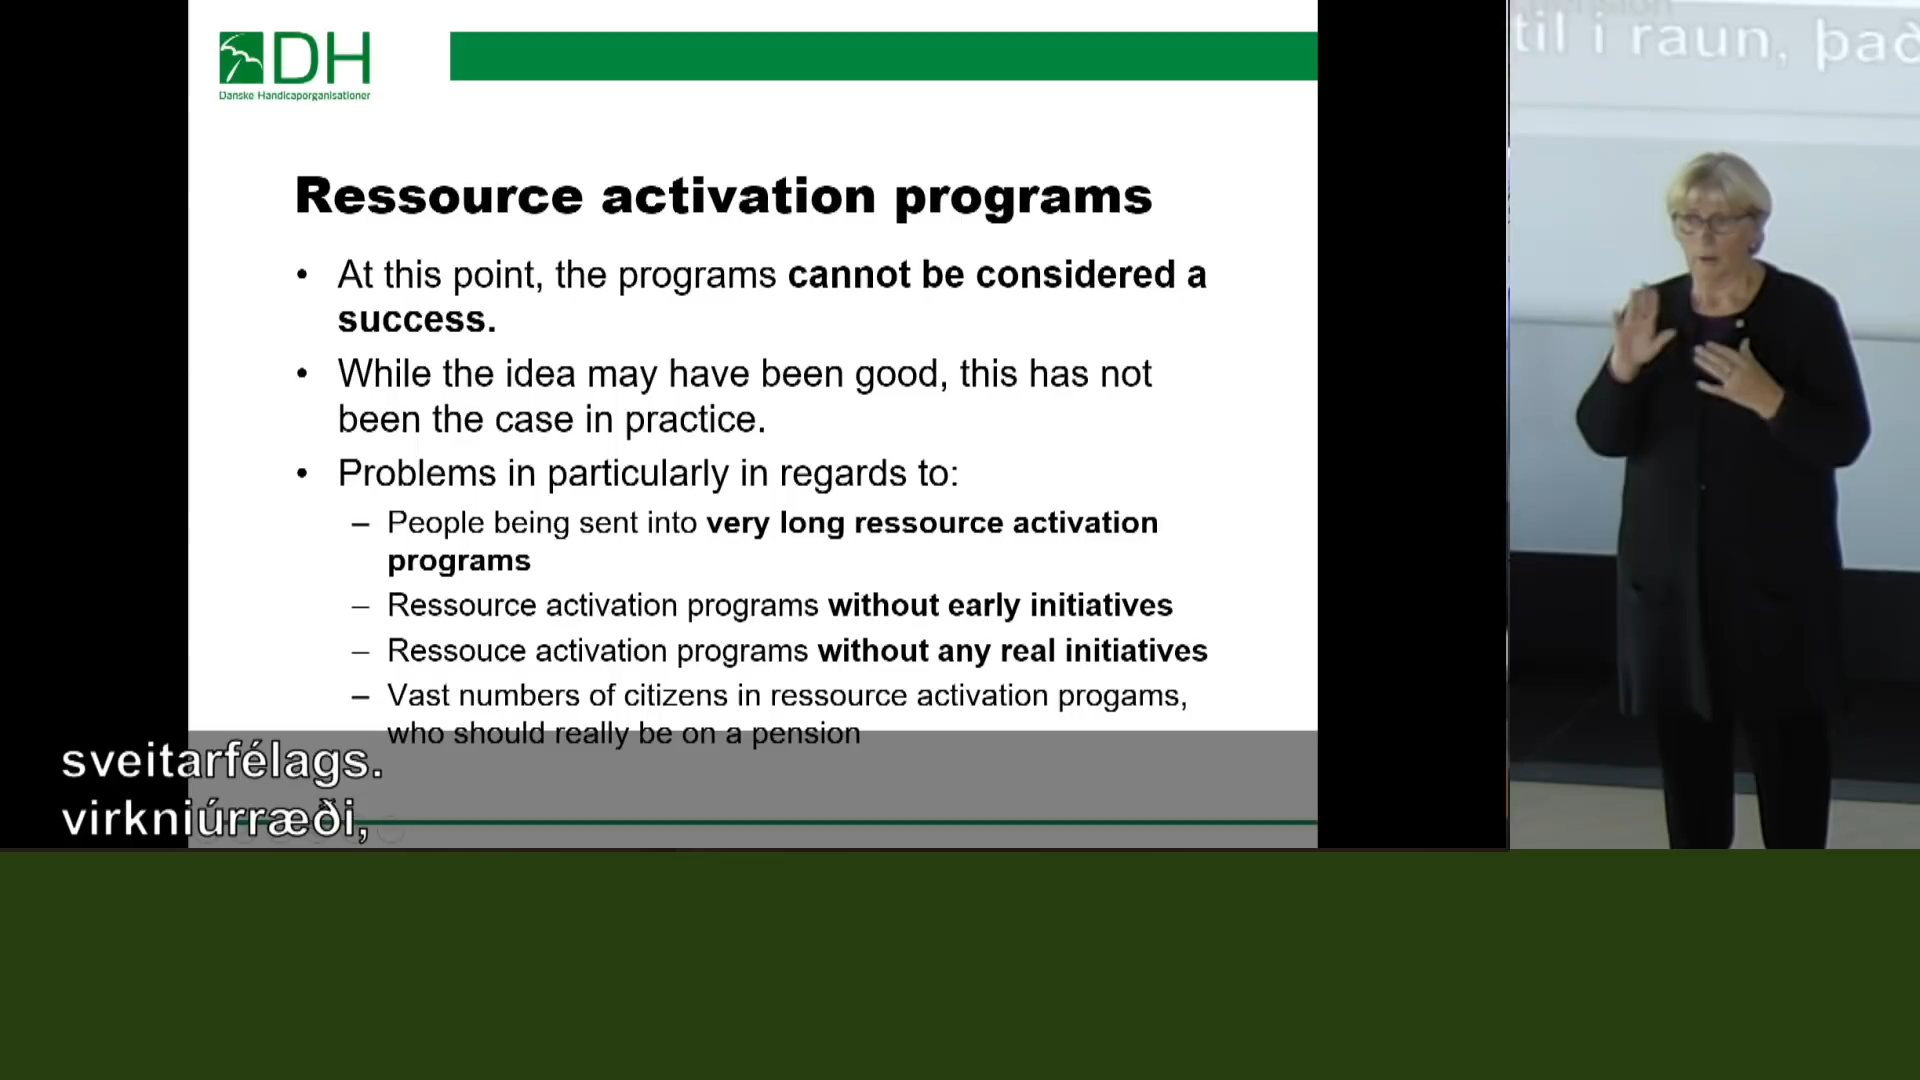 DH
Danske Handicaporganisationer
Ressource activation programs
• At this point, the programs cannot be considered a
success.
• While the idea may have been good, this has not
been the case in practice.
• Problems in particularly in regards to:
– People being sent into very long ressource activation
programs
– Ressource activation programs without early initiatives
– Ressouce activation programs without any real initiatives
– Vast numbers of citizens in ressource activation progams,
who should really be on a pension
sveitarfélags.
virkniúrræði,
til í raun, það